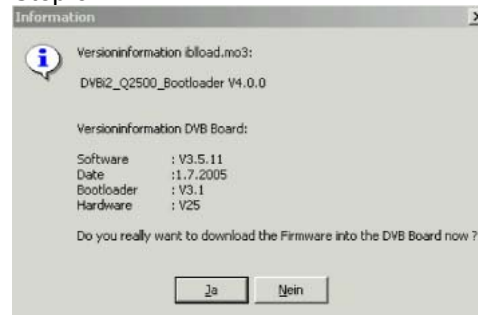 Information
Versioninformation iblload.mo3:
DVBi2_Q2500_Bootloader V4.0.0
Versioninformation DVB Board:
Software : V3.5.11
Date :1.7.2005
Bootloader : V3.1
Hardware : V25
Do you really want to download the Firmware into the DVB Board now ?
Ja
Nein